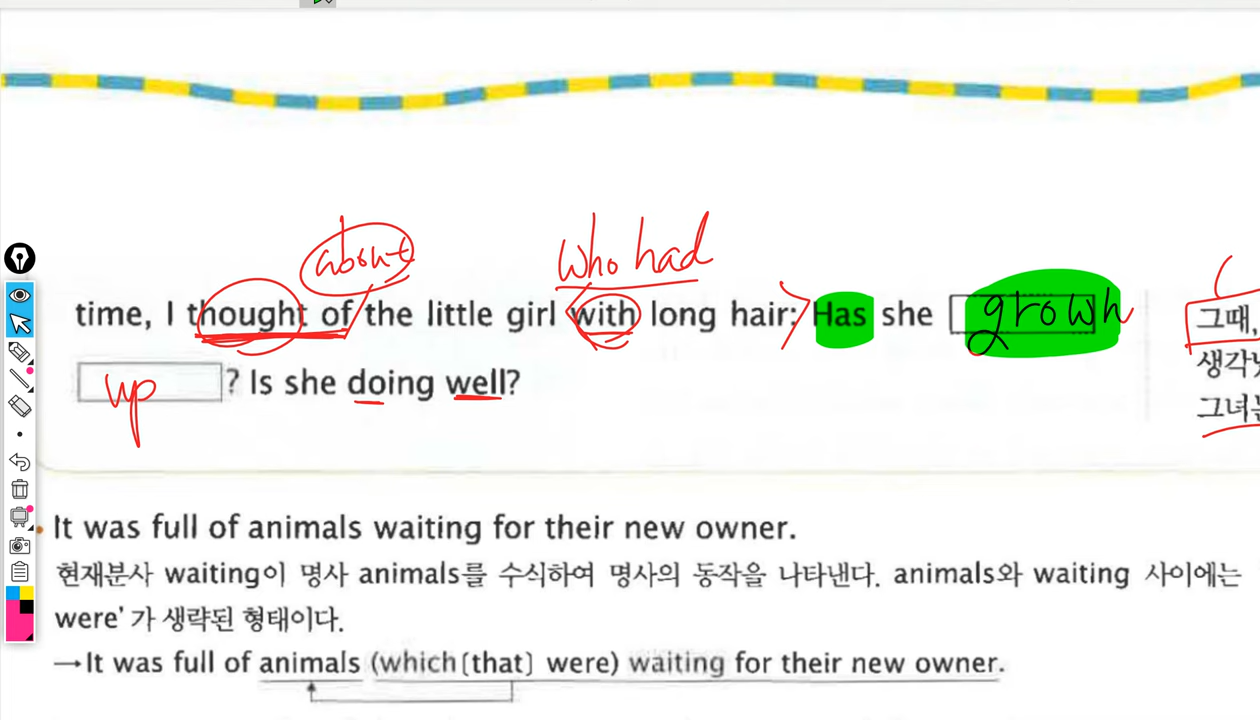 about who had
time, I thought of the little girl with long hair: Has she grown
up ? Is she doing well?
그때,
생각
그녀는
It was full of animals waiting for their new owner.
현재분사 waiting이 명사 animals를 수식하여 명사의 동작을 나타낸다. animals와 waiting 사이에는
were' 가 생략된 형태이다.
→It was full of animals (which[that] were) waiting for their new owner.